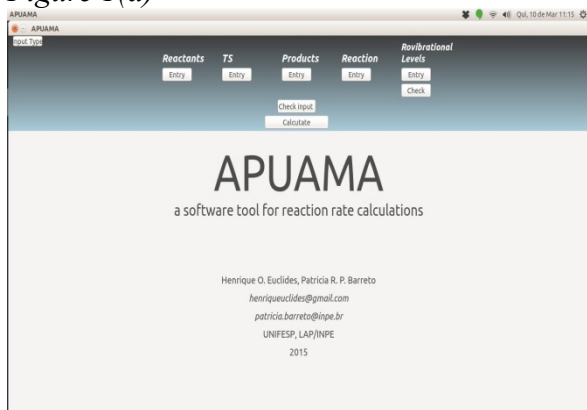 Figure 1(a)
APUAMA
Qui, 10 de Mar 11:15
APUAMA
nput Type
Reactants TS Products Reaction Rovibrational Levels
Entry Entry Entry Entry Entry
Check
Check Input
Calcutate
APUAMA
a software tool for reaction rate calculations
Henrique O. Euclides, Patricia R. P. Barreto
henriqueuclides@gmail.com
patricia.barreto@inpe.br
UNIFESP, LAP/INPE
2015